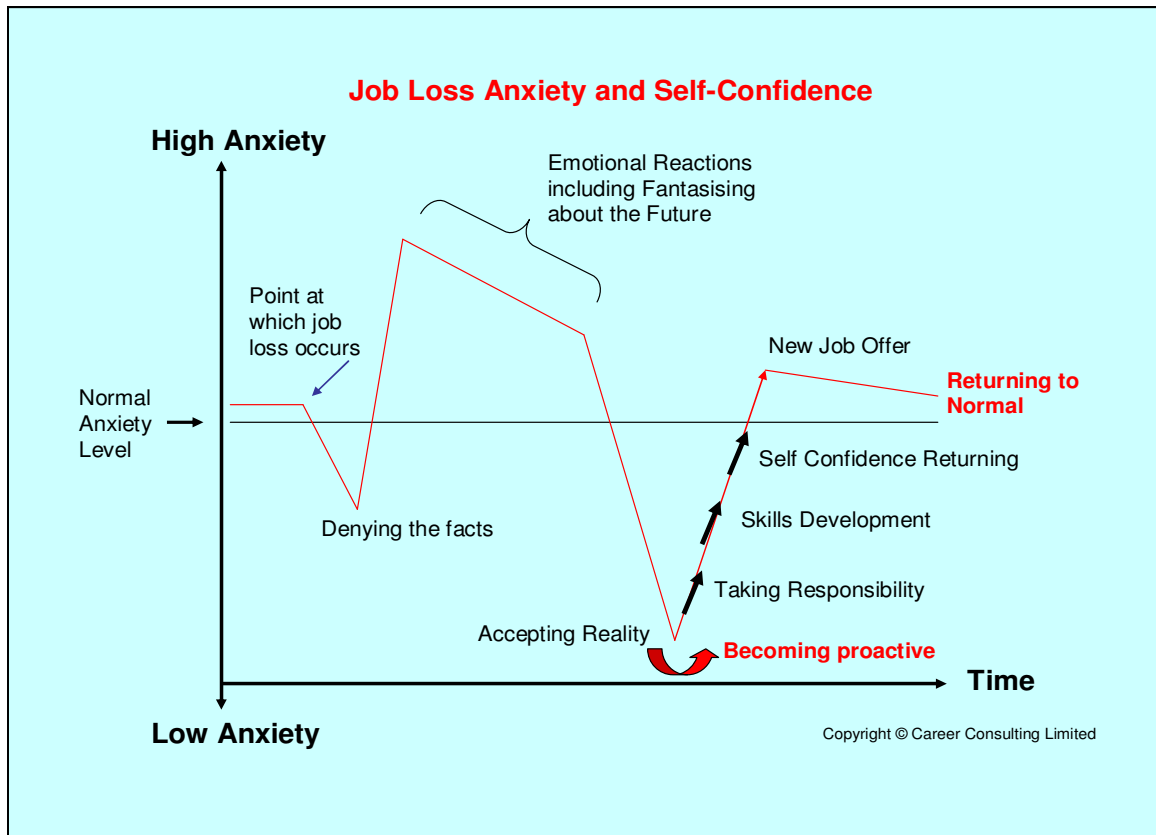 Job Loss Anxiety and Self-Confidence
High Anxiety
Emotional Reactions
including Fantasising
about the Future
Point at
which job
loss occurs
New Job Offer
Returning to
Normal
Normal
Anxiety
Level
Self Confidence Returning
Denying the facts
Skills Development
Taking Responsibility
Accepting Reality
Becoming proactive
Time
Low Anxiety
Copyright © Career Consulting Limited